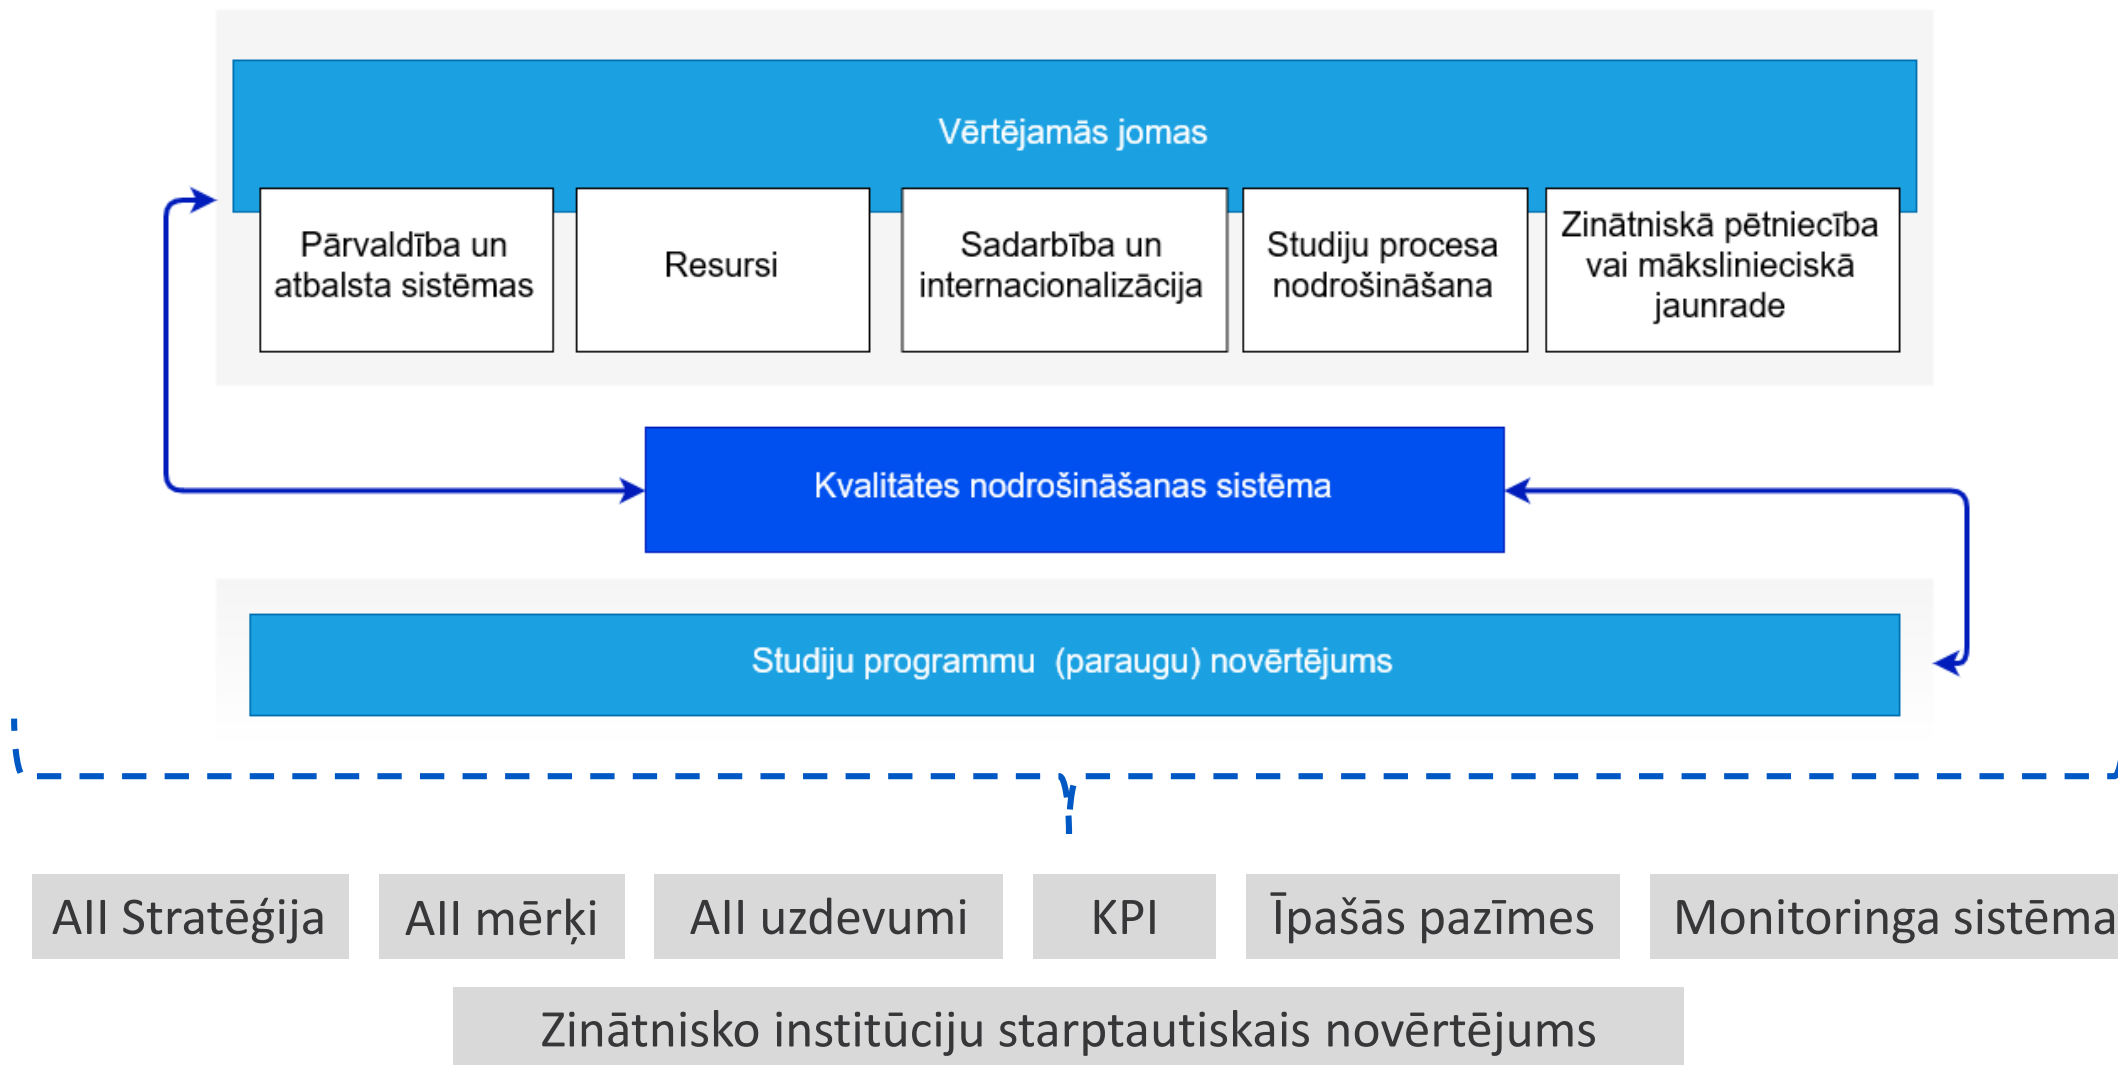 Vērtējamās jomas
Pārvaldība un
atbalsta sistēmas
Resursi
Sadarbība un
internacionalizācija
Studiju procesa
nodrošināšana
Zinātniskā pētniecība
vai mākslinieciskā
jaunrade
Kvalitātes nodrošināšanas sistēma
Studiju programmu (paraugu) novērtējums
AII Stratēģija
AII mērķi
AII uzdevumi
KPI
Īpašās pazīmes
Monitoringa sistēma
Zinātnisko institūciju starptautiskais novērtējums